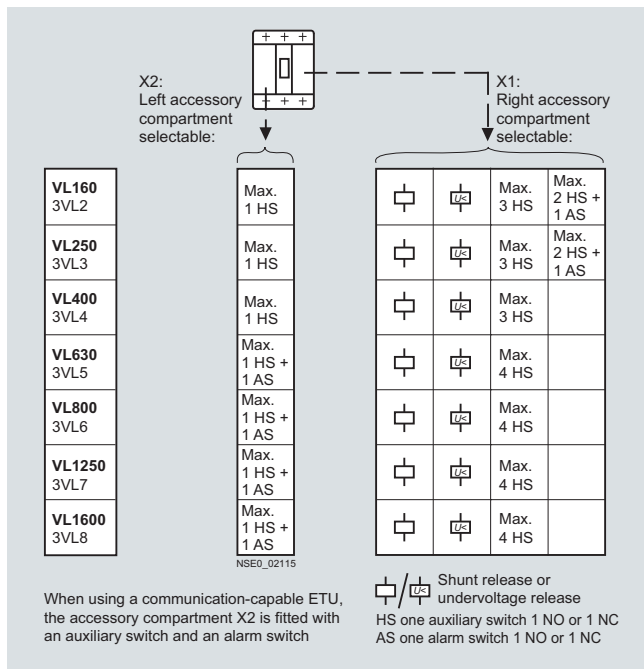 X2:
Left accessory
compartment
selectable:
X1:
Right accessory
compartment
selectable:
VL160
3VL2
Max.
1 HS
U<
Max.
3 HS
Max.
2 HS +
1 AS
VL250
3VL3
Max.
1 HS
U<
Max.
3 HS
Max.
2 HS +
1 AS
VL400
3VL4
Max.
1 HS
U<
Max.
3 HS
VL630
3VL5
Max.
1 HS +
1 AS
U<
Max.
4 HS
VL800
3VL6
Max.
1 HS +
1 AS
U<
Max.
4 HS
VL1250
3VL7
Max.
1 HS +
1 AS
U<
Max.
4 HS
VL1600
3VL8
Max.
1 HS +
1 AS
U<
Max.
4 HS
NSE0_02115
When using a communication-capable ETU,
the accessory compartment X2 is fitted with
an auxiliary switch and an alarm switch
/ U< Shunt release or
undervoltage release
HS one auxiliary switch 1 NO or 1 NC
AS one alarm switch 1 NO or 1 NC